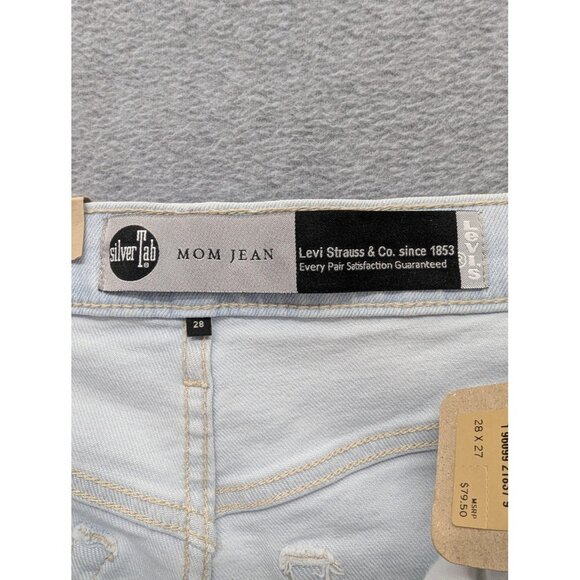 silver Tab ®
MOM JEAN
Levi Strauss & Co. since 1853
Every Pair Satisfaction Guaranteed
LEVI'S
28
28 X 27
MSRP
$79.50